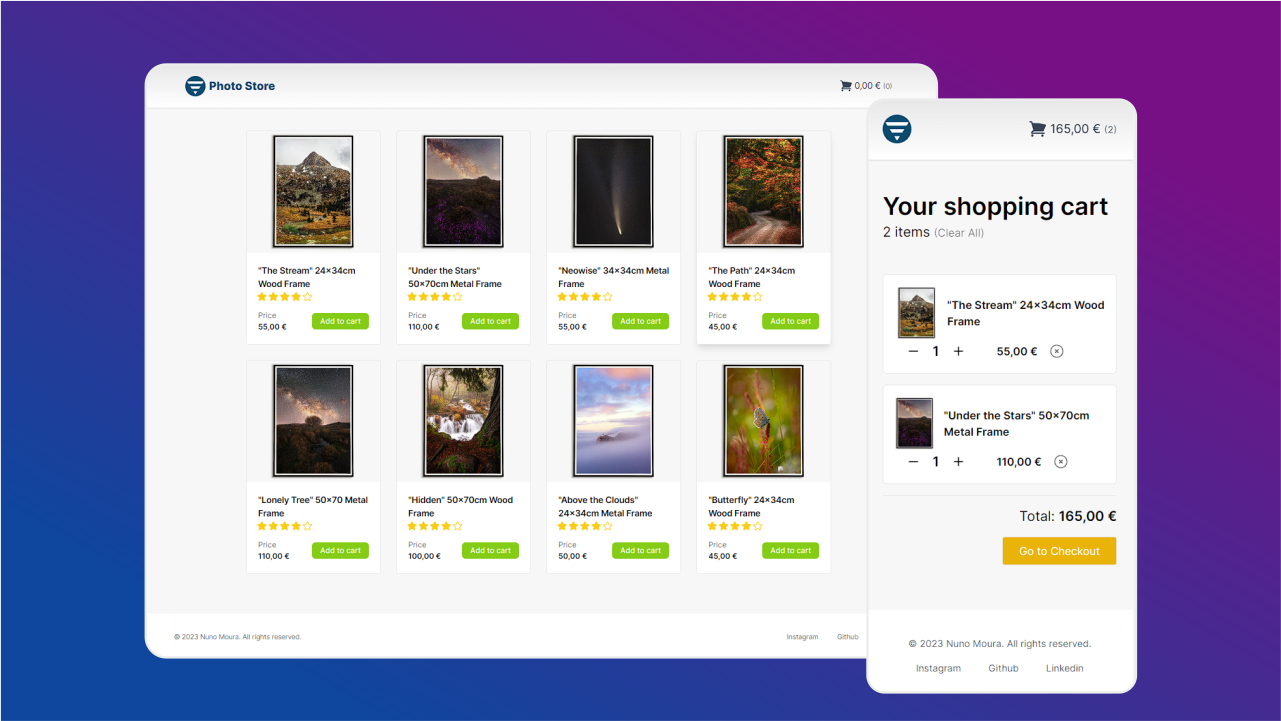 Photo Store
0,00 € (0)
"The Stream" 24×34cm
Wood Frame
Price
55,00 €
Add to cart
"Under the Stars"
50×70cm Metal Frame
Price
110,00 €
Add to cart
"Neowise" 34×34cm Metal
Frame
Price
55,00 €
Add to cart
"The Path" 24×34cm
Wood Frame
Price
45,00 €
Add to cart
"Lonely Tree" 50×70 Metal
Frame
Price
110,00 €
Add to cart
"Hidden" 50×70cm Wood
Frame
Price
100,00 €
Add to cart
"Above the Clouds"
24×34cm Metal Frame
Price
50,00 €
Add to cart
"Butterfly" 24×34cm
Wood Frame
Price
45,00 €
Add to cart
© 2023 Nuno Moura. All rights reserved.
Instagram
Github
165,00 € (2)
Your shopping cart
2 items (Clear All)
"The Stream" 24×34cm Wood
Frame
− 1 + 55,00 €
"Under the Stars" 50×70cm
Metal Frame
− 1 + 110,00 €
Total: 165,00 €
Go to Checkout
© 2023 Nuno Moura. All rights reserved.
Instagram Github Linkedin